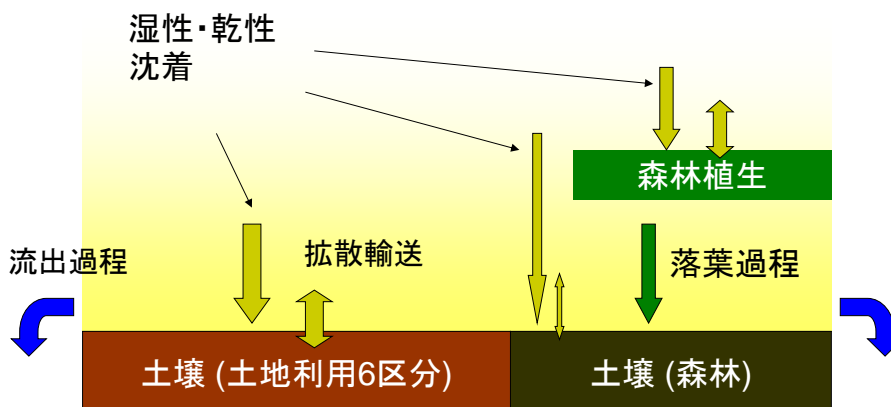 湿性・乾性
沈着
森林植生
流出過程
拡散輸送
落葉過程
土壌 (土地利用6区分)
土壌 (森林)